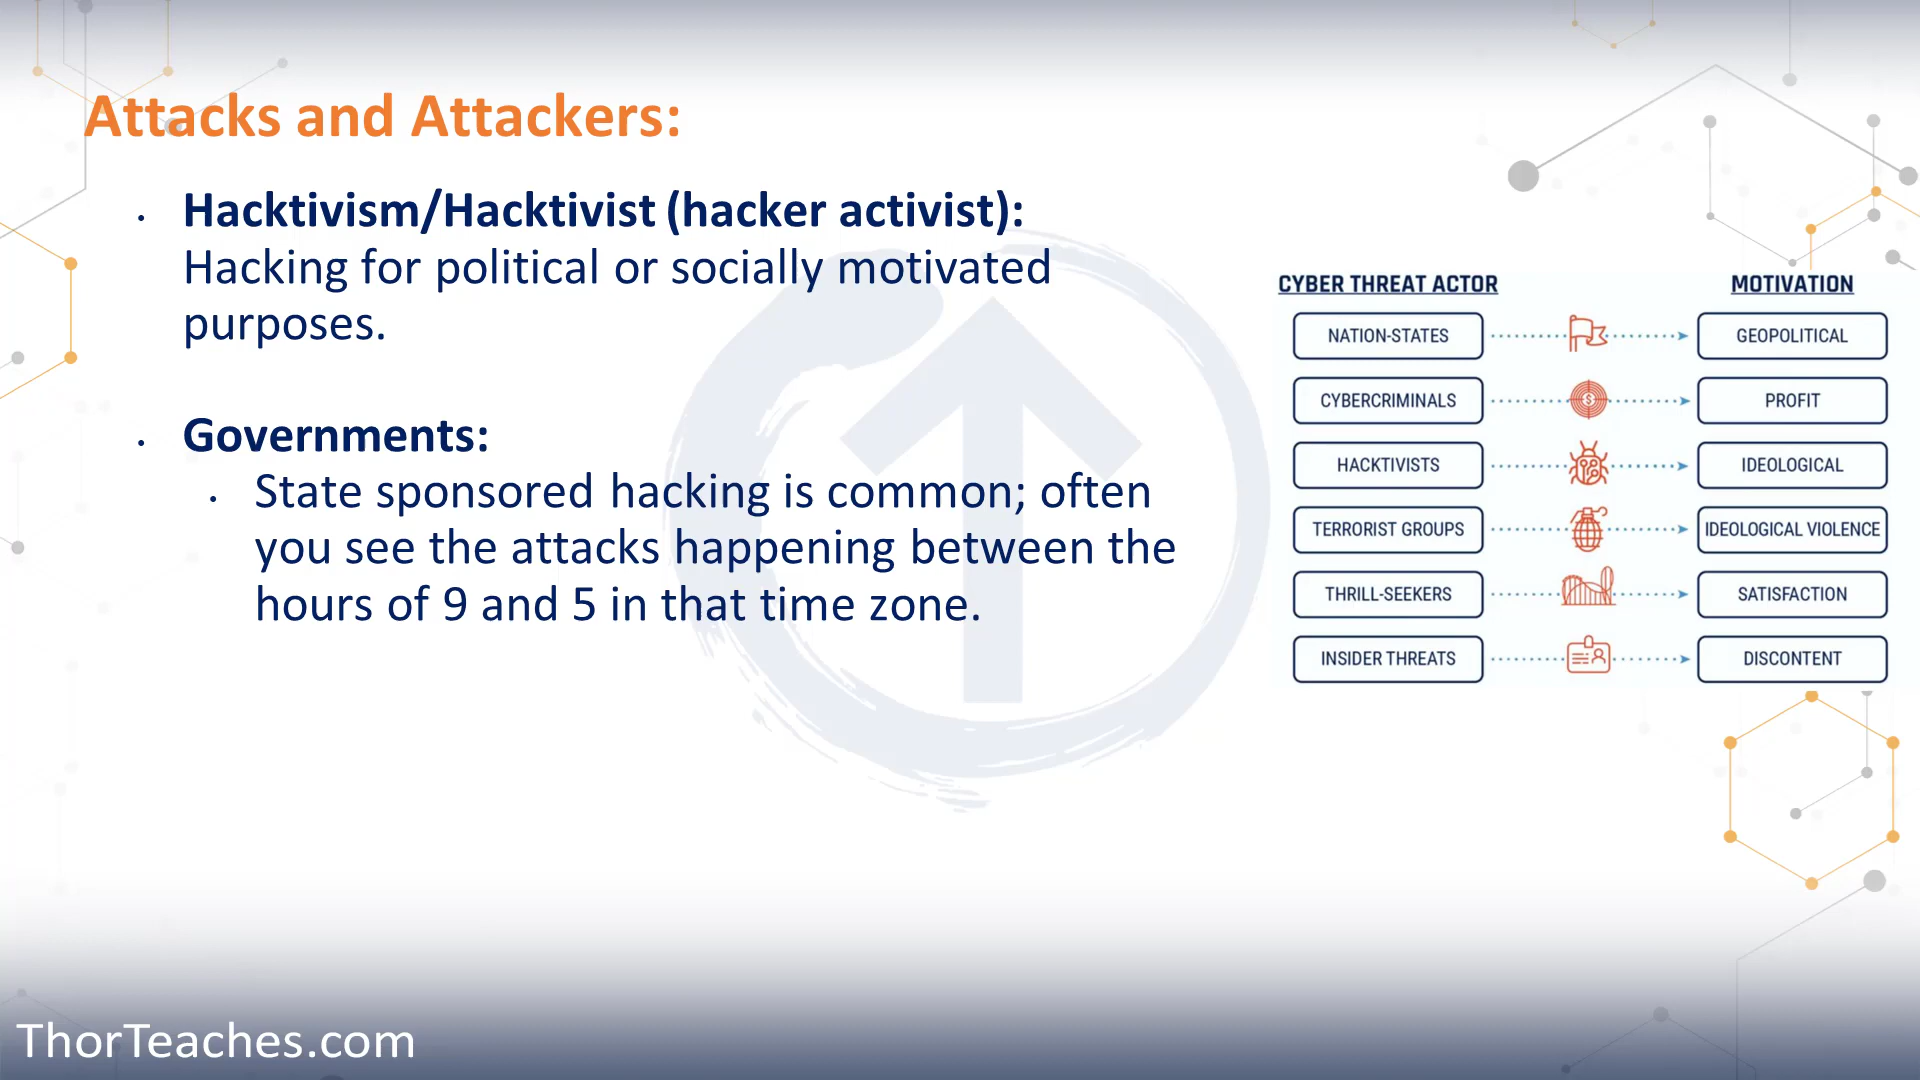 Attacks and Attackers:
• Hacktivism/Hacktivist (hacker activist):
Hacking for political or socially motivated
purposes.
• Governments:
• State sponsored hacking is common; often
you see the attacks happening between the
hours of 9 and 5 in that time zone.
CYBER THREAT ACTOR MOTIVATION
NATION-STATES GEOPOLITICAL
CYBERCRIMINALS $ PROFIT
HACKTIVISTS IDEOLOGICAL
TERRORIST GROUPS IDEOLOGICAL VIOLENCE
THRILL-SEEKERS SATISFACTION
INSIDER THREATS DISCONTENT
ThorTeaches.com